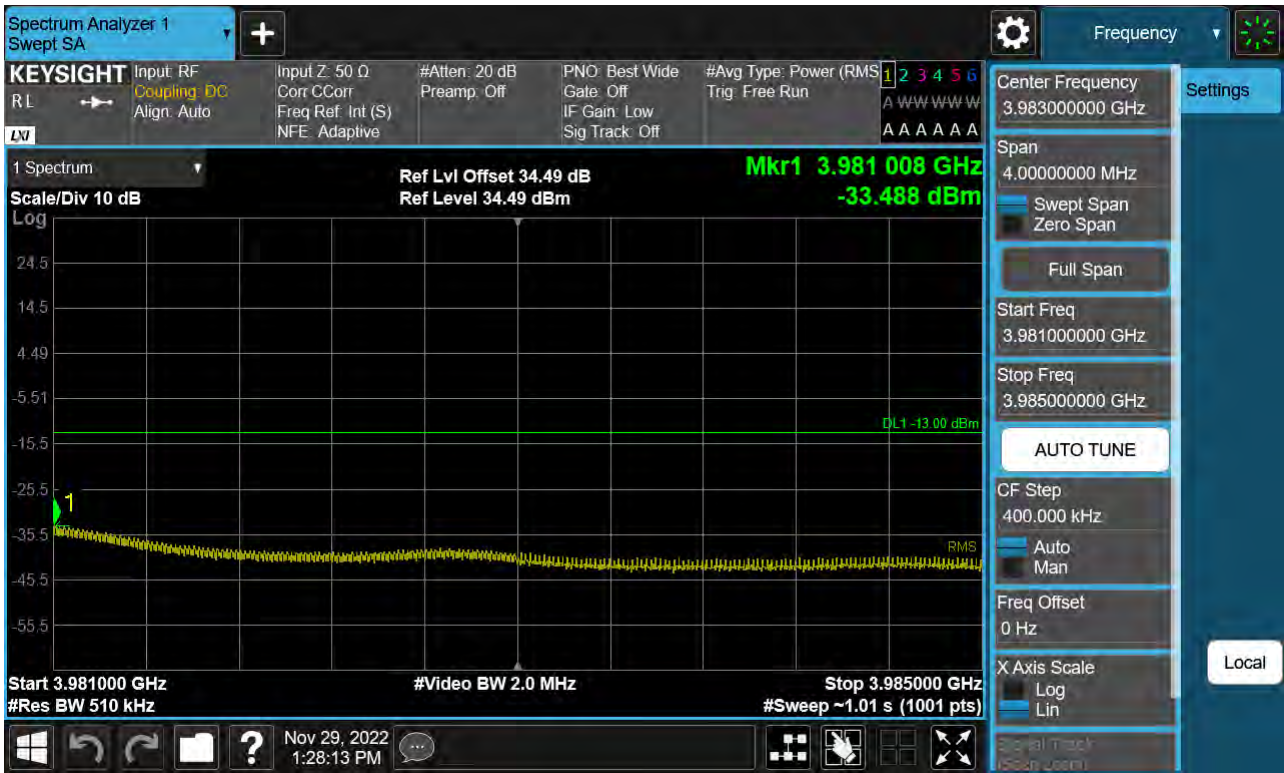 Spectrum Analyzer 1
Swept SA
Frequency
KEYSIGHT
RL
LXI
Input: RF
Coupling: DC
Align: Auto
Input Z: 50 Ω
Corr CCorr
Freq Ref: Int (S)
NFE: Adaptive
#Atten: 20 dB
Preamp: Off
PNO: Best Wide
Gate: Off
IF Gain: Low
Sig Track: Off
#Avg Type: Power (RMS
Trig: Free Run
1 2 3 4 5 6
A W W W W W
A A A A A A
1 Spectrum
Scale/Div 10 dB
Log
Ref Lvl Offset 34.49 dB
Ref Level 34.49 dBm
Mkr1 3.981 008 GHz
-33.488 dBm
24.5
14.5
4.49
-5.51
DL1 -13.00 dBm
-15.5
-25.5
1
-35.5
RMS
-45.5
-55.5
Start 3.981000 GHz
#Video BW 2.0 MHz
Stop 3.985000 GHz
#Res BW 510 kHz
#Sweep ~1.01 s (1001 pts)
Center Frequency
3.983000000 GHz
Span
4.00000000 MHz
Swept Span
Zero Span
Full Span
Start Freq
3.981000000 GHz
Stop Freq
3.985000000 GHz
AUTO TUNE
CF Step
400.000 kHz
Auto
Man
Freq Offset
0 Hz
X Axis Scale
Log
Lin
Signal Track
(Span Zoom)
Settings
Local
?
Nov 29, 2022
1:28:13 PM